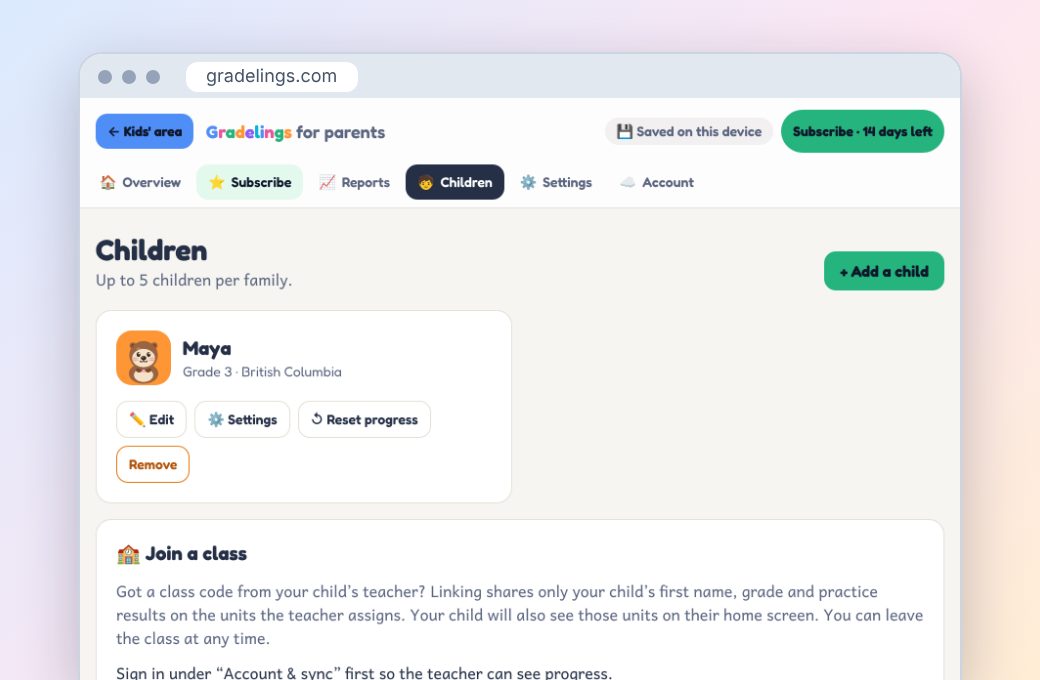 gradelings.com
← Kids' area
Gradelings for parents
💾 Saved on this device
Subscribe · 14 days left
🏠 Overview
⭐ Subscribe
📈 Reports
🧒 Children
⚙️ Settings
☁️ Account
Children
Up to 5 children per family.
+ Add a child
Maya
Grade 3 · British Columbia
✏️ Edit
⚙️ Settings
↺ Reset progress
Remove
🏫 Join a class
Got a class code from your child’s teacher? Linking shares only your child’s first name, grade and practice
results on the units the teacher assigns. Your child will also see those units on their home screen. You can leave
the class at any time.
Sign in under “Account & sync” first so the teacher can see progress.